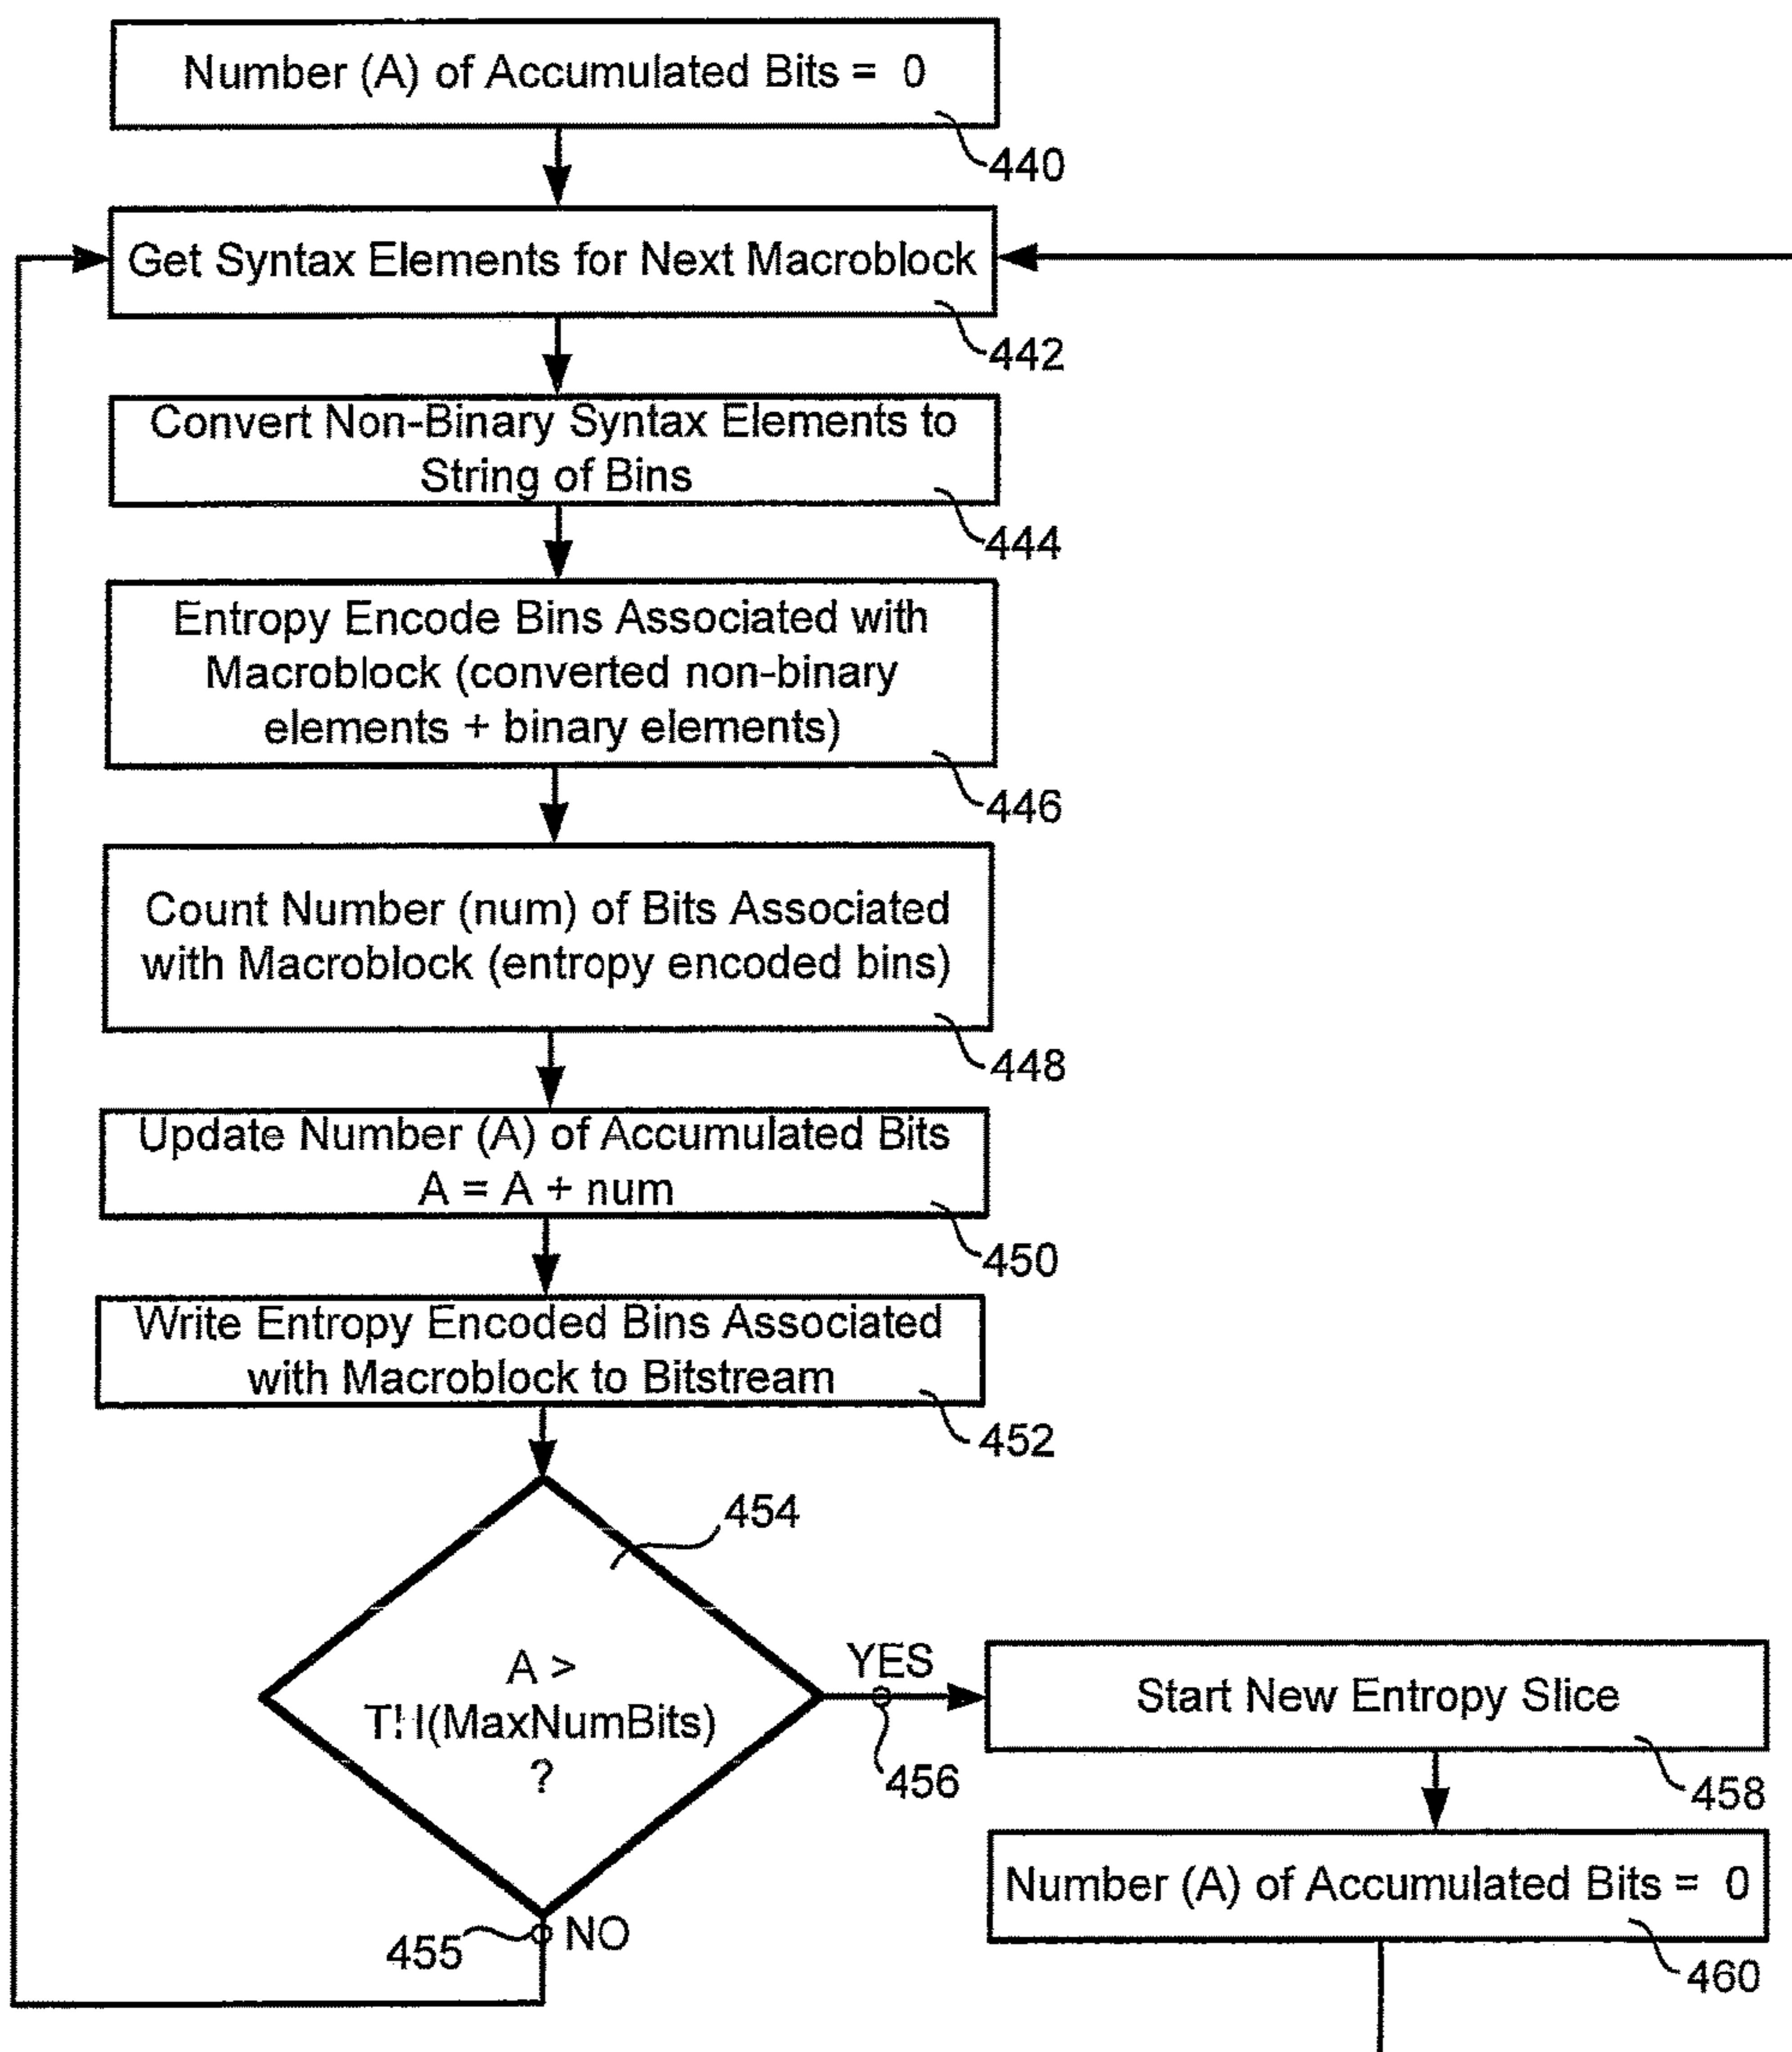 Number (A) of Accumulated Bits = 0
440
Get Syntax Elements for Next Macroblock
442
Convert Non-Binary Syntax Elements to
String of Bins
444
Entropy Encode Bins Associated with
Macroblock (converted non-binary
elements + binary elements)
446
Count Number (num) of Bits Associated
with Macroblock (entropy encoded bins)
448
Update Number (A) of Accumulated Bits
A = A + num
450
Write Entropy Encoded Bins Associated
with Macroblock to Bitstream
452
454
A >
T!I(MaxNumBits)
?
YES
456
Start New Entropy Slice
458
455
NO
Number (A) of Accumulated Bits = 0
460